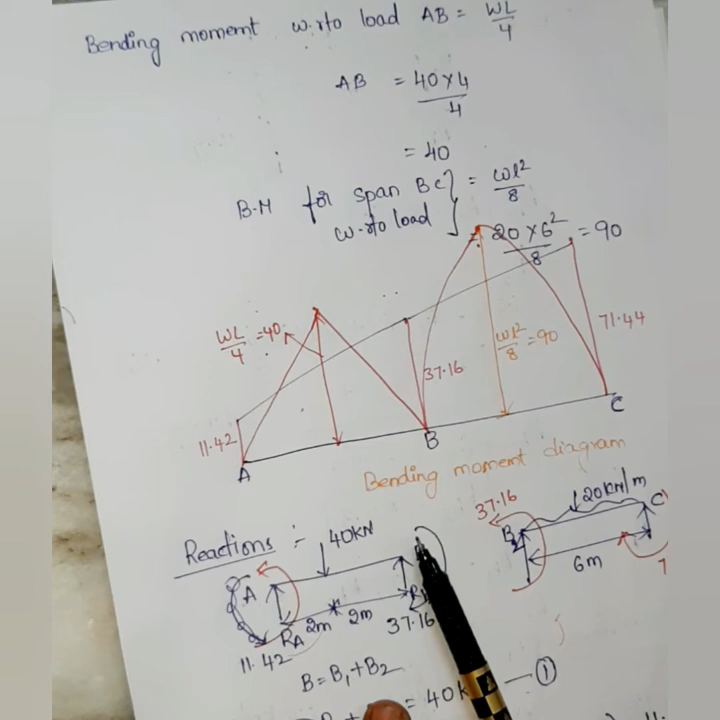 Bending moment w.r.to load AB = WL/4
AB = 40×4/4
= 40
B.M for span BC } = Wl²/8
w.r.to load
20×6²/8 = 90
WL/4 = 40
Wl²/8 = 90
71.44
37.16
11.42
A
B
C
Bending moment diagram
Reactions :-
40KN
A
RA
2m
2m
11.42
37.16
37.16
20KN/m
B2
C
6m
B = B₁ + B₂
= 40K
①